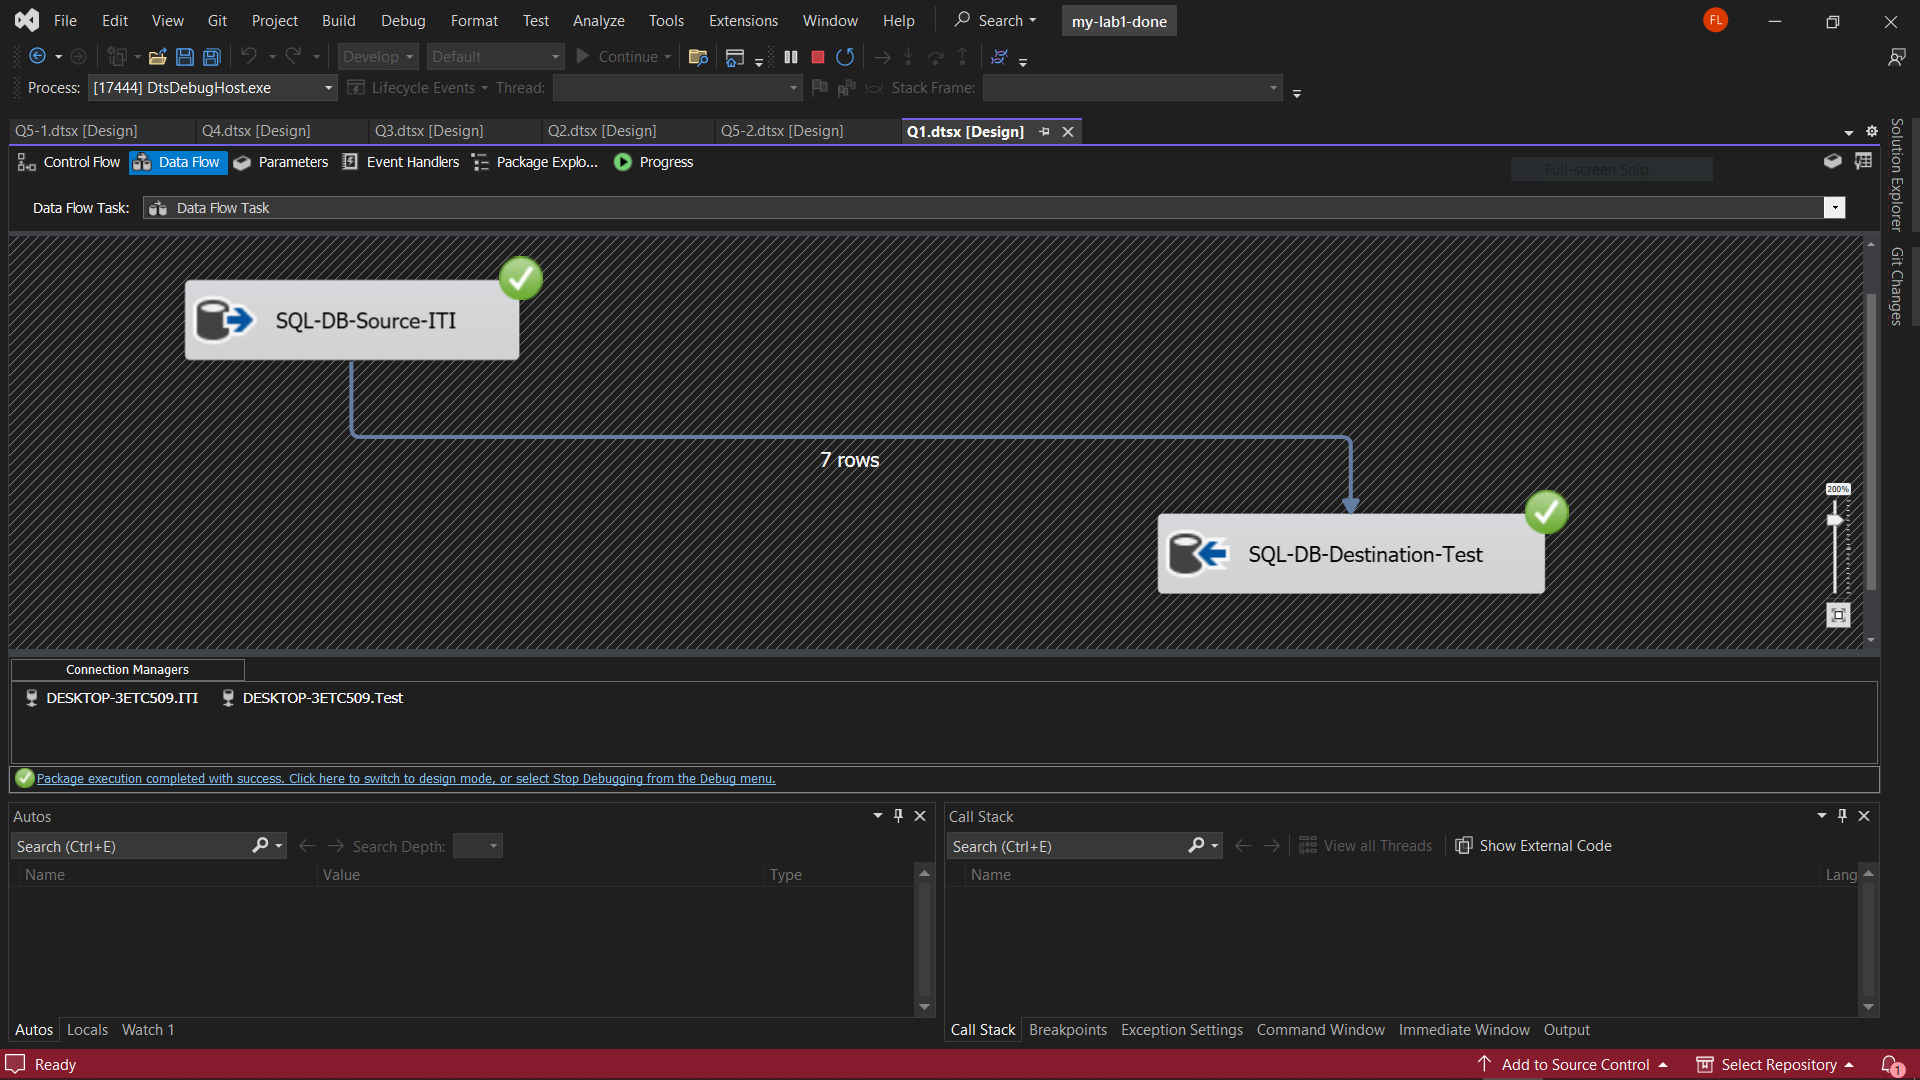 File Edit View Git Project Build Debug Format Test Analyze Tools Extensions Window Help Search my-lab1-done FL
Develop Default Continue
Process: [17444] DtsDebugHost.exe Lifecycle Events Thread: Stack Frame:
Q5-1.dtsx [Design] Q4.dtsx [Design] Q3.dtsx [Design] Q2.dtsx [Design] Q5-2.dtsx [Design] Q1.dtsx [Design]
Control Flow Data Flow Parameters Event Handlers Package Explo... Progress
Full-screen Snip
Solution Explorer
Git Changes
Data Flow Task: Data Flow Task
SQL-DB-Source-ITI
7 rows
200%
SQL-DB-Destination-Test
Connection Managers
DESKTOP-3ETC509.ITI DESKTOP-3ETC509.Test
Package execution completed with success. Click here to switch to design mode, or select Stop Debugging from the Debug menu.
Autos
Search (Ctrl+E) Search Depth:
Name Value Type
Autos Locals Watch 1
Call Stack
Search (Ctrl+E) View all Threads Show External Code
Name Lang
Call Stack Breakpoints Exception Settings Command Window Immediate Window Output
Ready Add to Source Control Select Repository 1